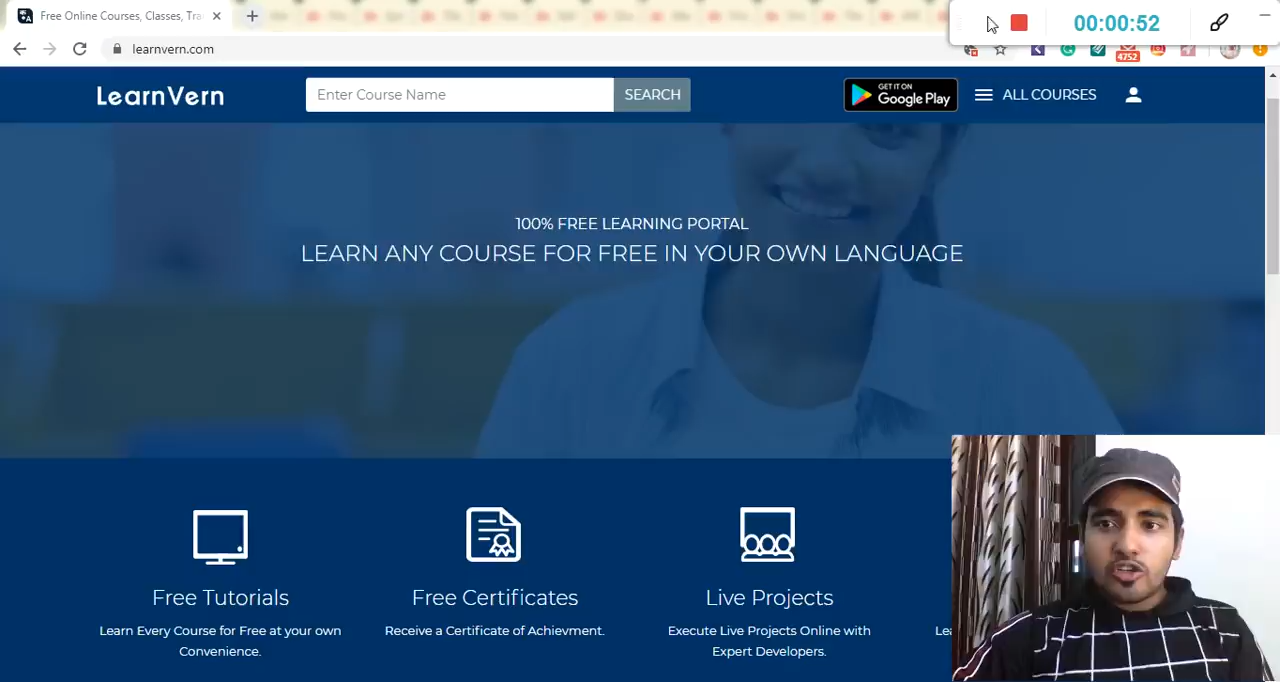 Free Online Courses, Classes, Tra
00:00:52
learnvern.com
4752
LearnVern
Enter Course Name
SEARCH
GET IT ON
Google Play
ALL COURSES
100% FREE LEARNING PORTAL
LEARN ANY COURSE FOR FREE IN YOUR OWN LANGUAGE
Free Tutorials
Free Certificates
Live Projects
Learn Every Course for Free at your own
Convenience.
Receive a Certificate of Achievment.
Execute Live Projects Online with
Expert Developers.
Lea